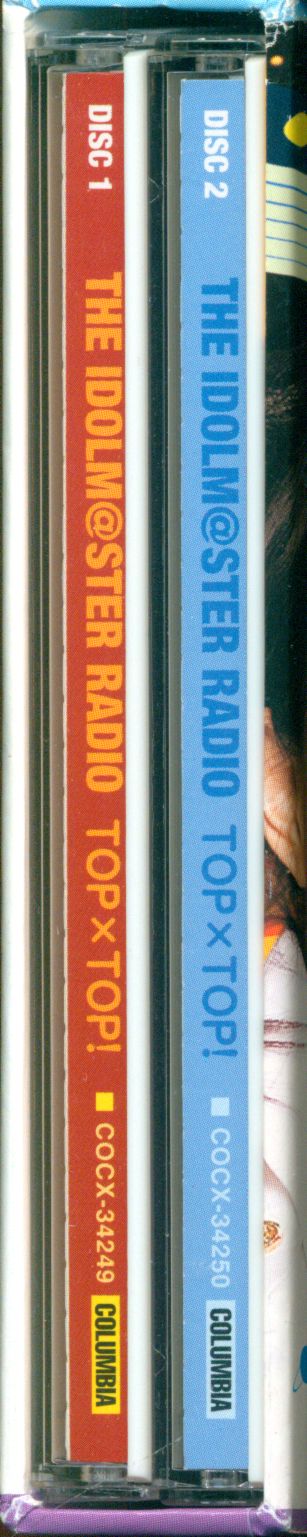 DISC 1 THE IDOLM@STER RADIO TOP×TOP! ■ COCX-34249 COLUMBIA
DISC 2 THE IDOLM@STER RADIO TOP×TOP! ■ COCX-34250 COLUMBIA